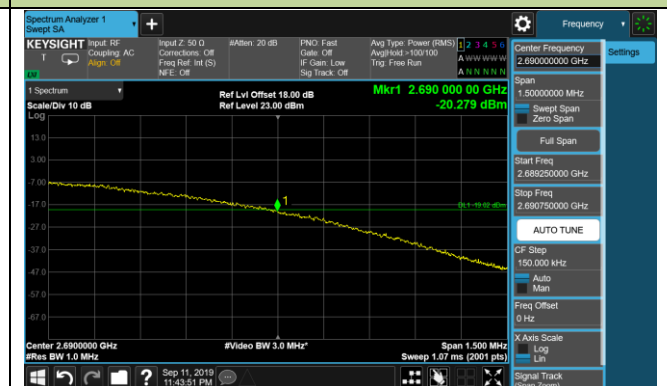 Spectrum Analyzer 1
Swept SA
+
Frequency
KEYSIGHT
Input: RF
Coupling: AC
Align: Off
Input Z: 50 Ω
Corrections: Off
Freq Ref: Int (S)
NFE: Off
#Atten: 20 dB
PNO: Fast
Gate: Off
IF Gain: Low
Sig Track: Off
Avg Type: Power (RMS)
Avg|Hold:>100/100
Trig: Free Run
1 2 3 4 5 6
A W W W W W
A N N N N N
Center Frequency
2.690000000 GHz
Settings
Span
1.50000000 MHz
Swept Span
Zero Span
Full Span
Start Freq
2.689250000 GHz
Stop Freq
2.690750000 GHz
AUTO TUNE
CF Step
150.000 kHz
Auto
Man
Freq Offset
0 Hz
X Axis Scale
Log
Lin
Signal Track
(Span Zoom)
1 Spectrum
Scale/Div 10 dB
Log
Ref Lvl Offset 18.00 dB
Ref Level 23.00 dBm
Mkr1 2.690 000 00 GHz
-20.279 dBm
13.0
3.00
-7.00
-17.0
-27.0
-37.0
-47.0
-57.0
-67.0
1
DL1 -19.02 dBm
Center 2.6900000 GHz
#Res BW 1.0 MHz
#Video BW 3.0 MHz*
Span 1.500 MHz
Sweep 1.07 ms (2001 pts)
?
Sep 11, 2019
11:43:51 PM